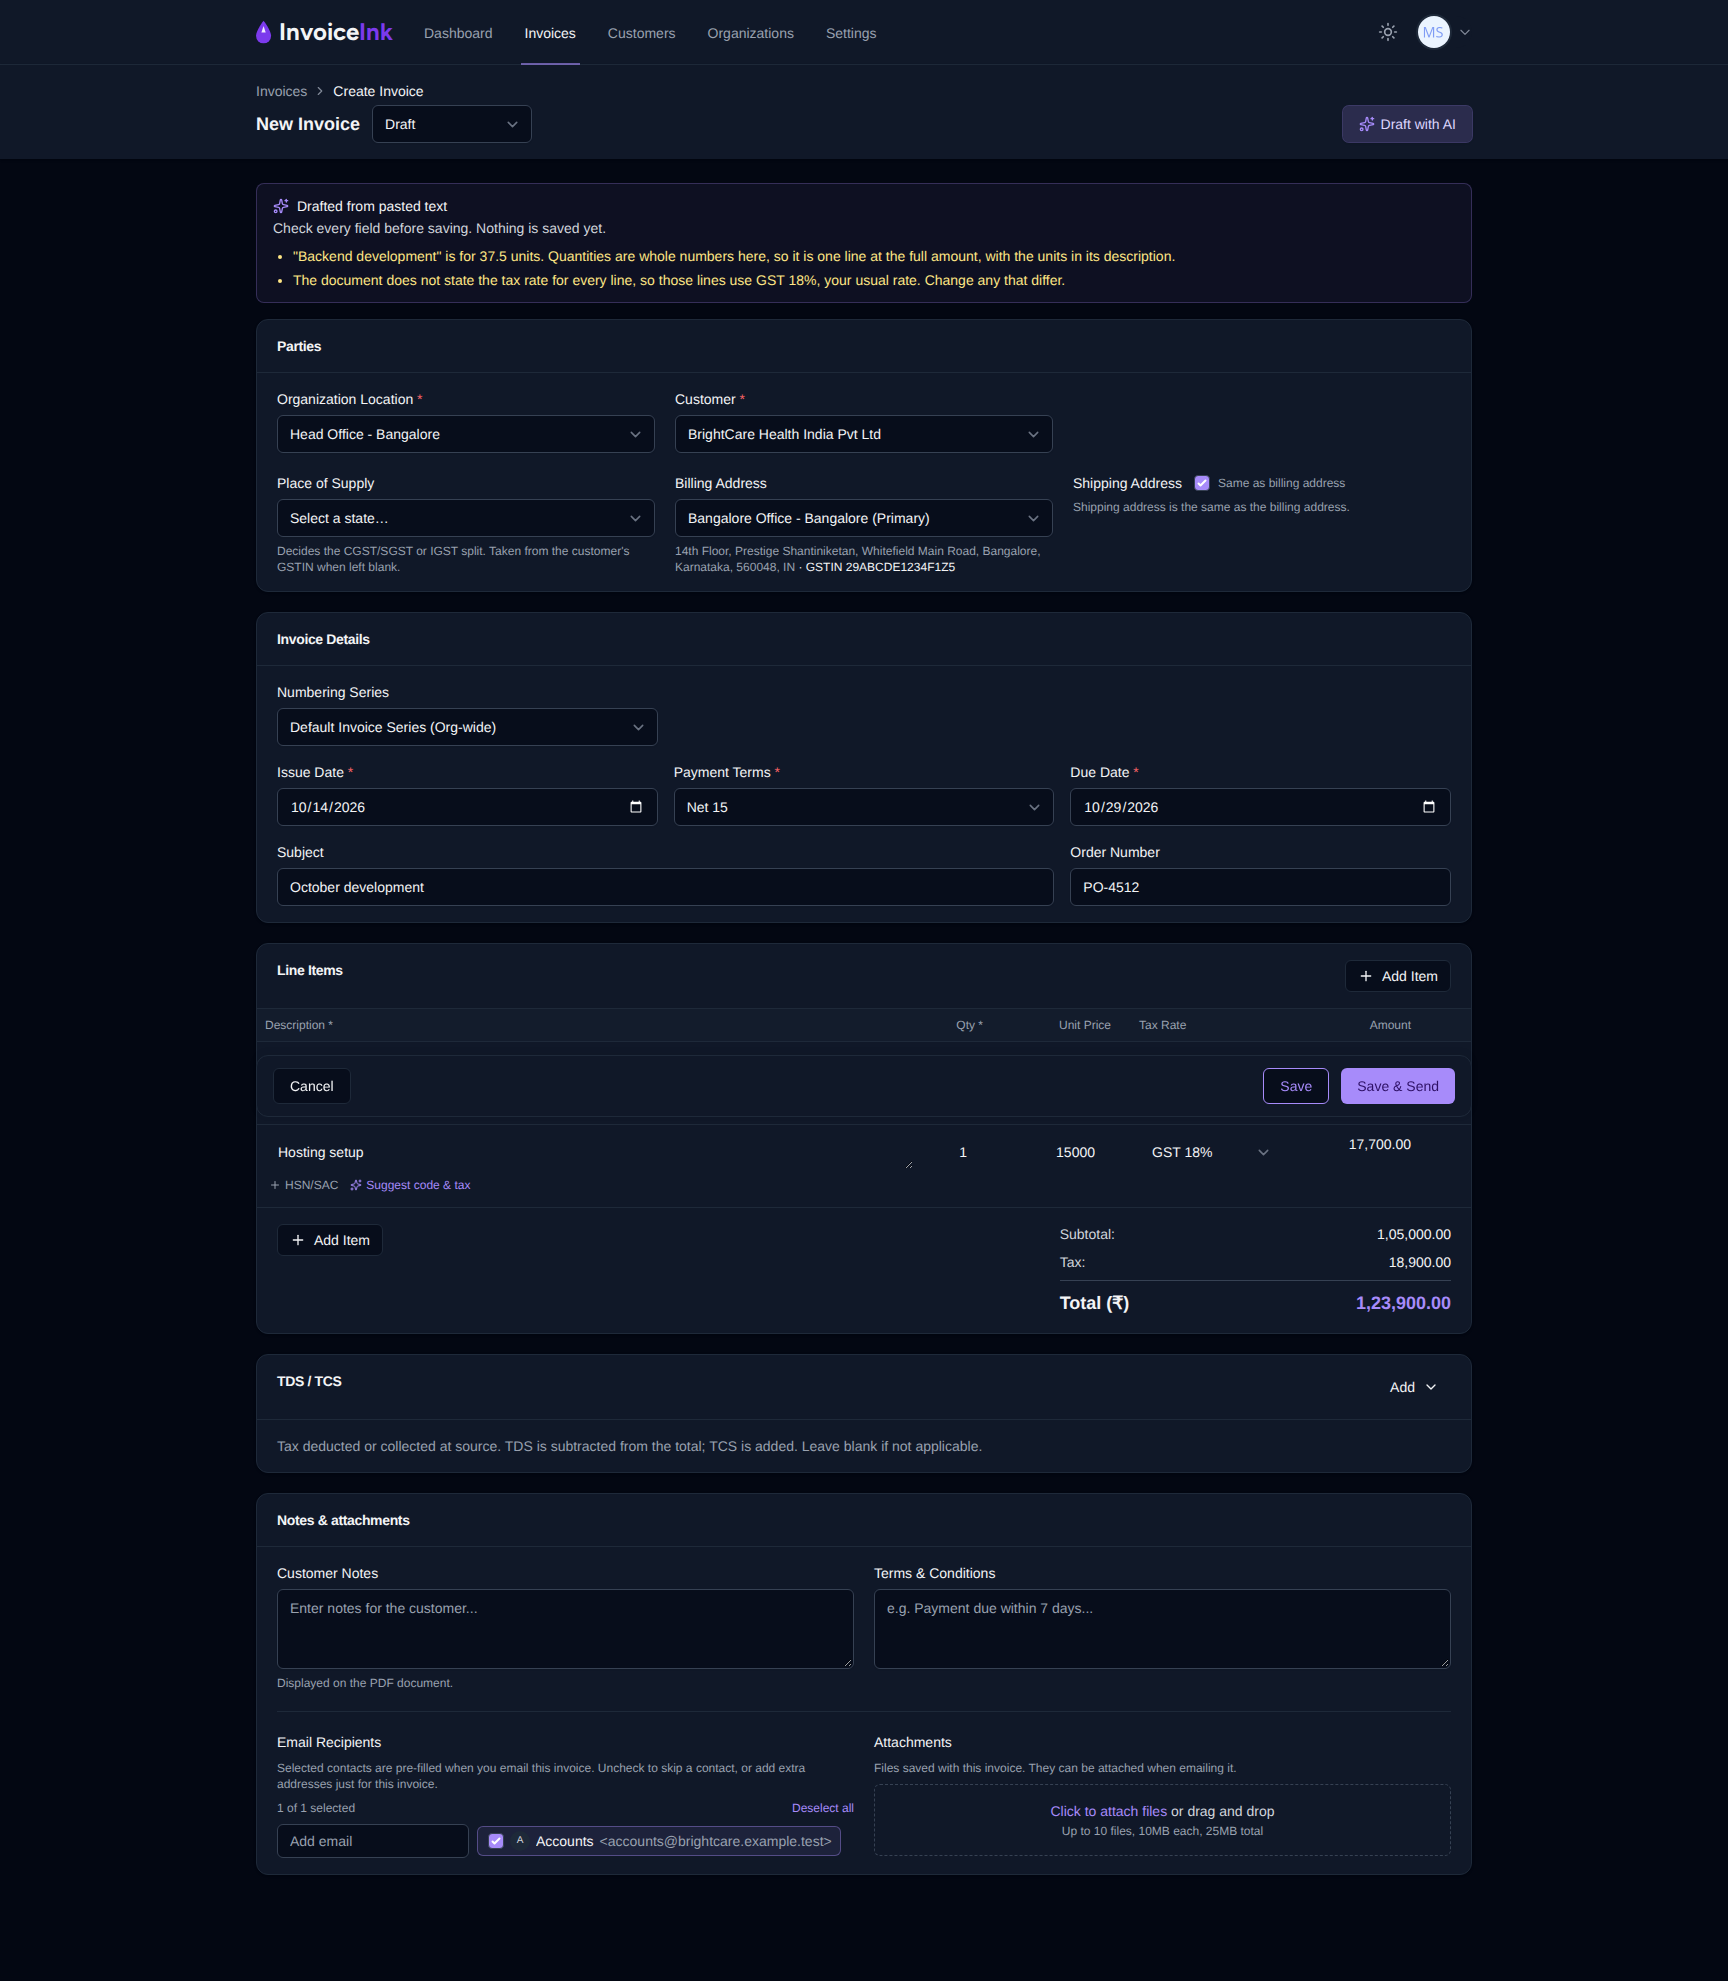 InvoiceInk Dashboard Invoices Customers Organizations Settings MS
Invoices Create Invoice
New Invoice Draft Draft with AI
Drafted from pasted text
Check every field before saving. Nothing is saved yet.
• "Backend development" is for 37.5 units. Quantities are whole numbers here, so it is one line at the full amount, with the units in its description.
• The document does not state the tax rate for every line, so those lines use GST 18%, your usual rate. Change any that differ.
Parties
Organization Location * Customer *
Head Office - Bangalore BrightCare Health India Pvt Ltd
Place of Supply Billing Address Shipping Address Same as billing address
Select a state… Bangalore Office - Bangalore (Primary) Shipping address is the same as the billing address.
Decides the CGST/SGST or IGST split. Taken from the customer's 14th Floor, Prestige Shantiniketan, Whitefield Main Road, Bangalore,
GSTIN when left blank. Karnataka, 560048, IN · GSTIN 29ABCDE1234F1Z5
Invoice Details
Numbering Series
Default Invoice Series (Org-wide)
Issue Date * Payment Terms * Due Date *
10/14/2026 Net 15 10/29/2026
Subject Order Number
October development PO-4512
Line Items Add Item
Description * Qty * Unit Price Tax Rate Amount
Cancel Save Save & Send
Hosting setup 1 15000 GST 18% 17,700.00
+ HSN/SAC Suggest code & tax
Add Item Subtotal: 1,05,000.00
Tax: 18,900.00
Total (₹) 1,23,900.00
TDS / TCS Add
Tax deducted or collected at source. TDS is subtracted from the total; TCS is added. Leave blank if not applicable.
Notes & attachments
Customer Notes Terms & Conditions
Enter notes for the customer... e.g. Payment due within 7 days...
Displayed on the PDF document.
Email Recipients Attachments
Selected contacts are pre-filled when you email this invoice. Uncheck to skip a contact, or add extra Files saved with this invoice. They can be attached when emailing it.
addresses just for this invoice.
1 of 1 selected Deselect all Click to attach files or drag and drop
Add email A Accounts <accounts@brightcare.example.test> Up to 10 files, 10MB each, 25MB total